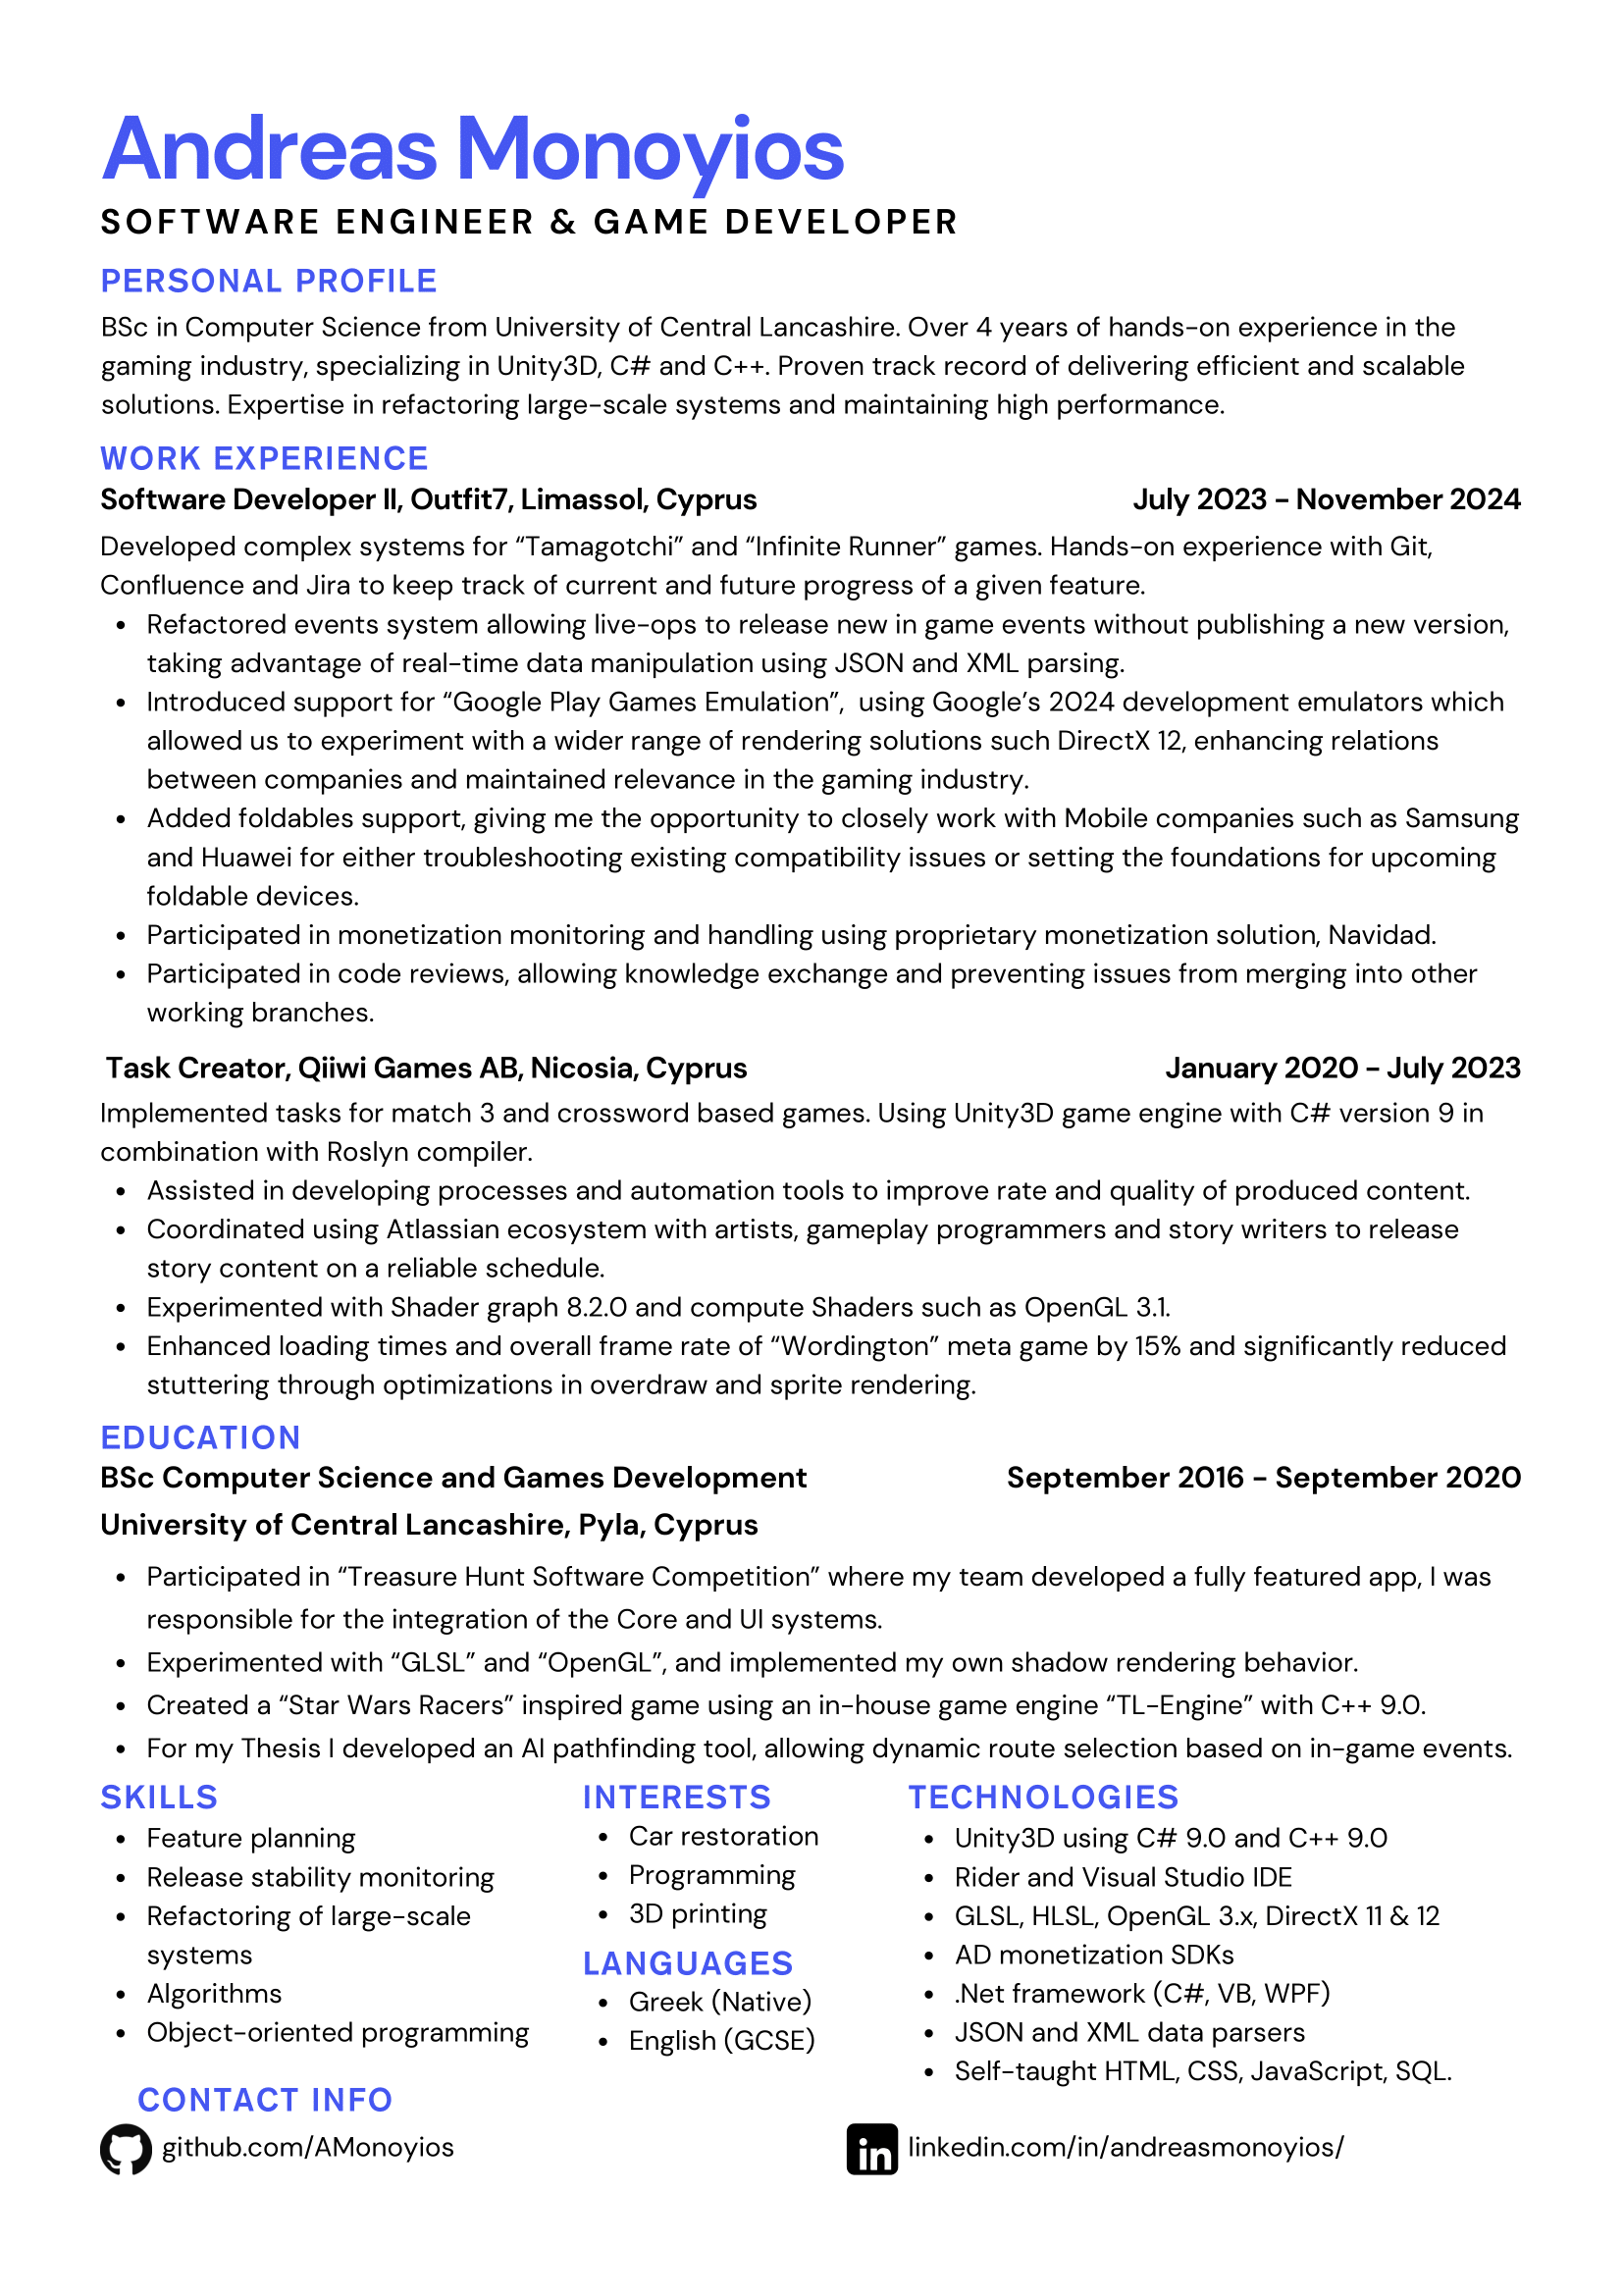 Andreas Monoyios
SOFTWARE ENGINEER & GAME DEVELOPER
PERSONAL PROFILE
BSc in Computer Science from University of Central Lancashire. Over 4 years of hands-on experience in the
gaming industry, specializing in Unity3D, C# and C++. Proven track record of delivering efficient and scalable
solutions. Expertise in refactoring large-scale systems and maintaining high performance.
WORK EXPERIENCE
Software Developer II, Outfit7, Limassol, Cyprus July 2023 – November 2024
Developed complex systems for “Tamagotchi” and “Infinite Runner” games. Hands-on experience with Git,
Confluence and Jira to keep track of current and future progress of a given feature.
• Refactored events system allowing live-ops to release new in game events without publishing a new version,
taking advantage of real-time data manipulation using JSON and XML parsing.
• Introduced support for “Google Play Games Emulation”,  using Google’s 2024 development emulators which
allowed us to experiment with a wider range of rendering solutions such DirectX 12, enhancing relations
between companies and maintained relevance in the gaming industry.
• Added foldables support, giving me the opportunity to closely work with Mobile companies such as Samsung
and Huawei for either troubleshooting existing compatibility issues or setting the foundations for upcoming
foldable devices.
• Participated in monetization monitoring and handling using proprietary monetization solution, Navidad.
• Participated in code reviews, allowing knowledge exchange and preventing issues from merging into other
working branches.
Task Creator, Qiiwi Games AB, Nicosia, Cyprus January 2020 – July 2023
Implemented tasks for match 3 and crossword based games. Using Unity3D game engine with C# version 9 in
combination with Roslyn compiler.
• Assisted in developing processes and automation tools to improve rate and quality of produced content.
• Coordinated using Atlassian ecosystem with artists, gameplay programmers and story writers to release
story content on a reliable schedule.
• Experimented with Shader graph 8.2.0 and compute Shaders such as OpenGL 3.1.
• Enhanced loading times and overall frame rate of “Wordington” meta game by 15% and significantly reduced
stuttering through optimizations in overdraw and sprite rendering.
EDUCATION
BSc Computer Science and Games Development September 2016 – September 2020
University of Central Lancashire, Pyla, Cyprus
• Participated in “Treasure Hunt Software Competition” where my team developed a fully featured app, I was
responsible for the integration of the Core and UI systems.
• Experimented with “GLSL” and “OpenGL”, and implemented my own shadow rendering behavior.
• Created a “Star Wars Racers” inspired game using an in-house game engine “TL-Engine” with C++ 9.0.
• For my Thesis I developed an AI pathfinding tool, allowing dynamic route selection based on in-game events.
SKILLS
• Feature planning
• Release stability monitoring
• Refactoring of large-scale
systems
• Algorithms
• Object-oriented programming
INTERESTS
• Car restoration
• Programming
• 3D printing
LANGUAGES
• Greek (Native)
• English (GCSE)
TECHNOLOGIES
• Unity3D using C# 9.0 and C++ 9.0
• Rider and Visual Studio IDE
• GLSL, HLSL, OpenGL 3.x, DirectX 11 & 12
• AD monetization SDKs
• .Net framework (C#, VB, WPF)
• JSON and XML data parsers
• Self-taught HTML, CSS, JavaScript, SQL.
CONTACT INFO
github.com/AMonoyios
in linkedin.com/in/andreasmonoyios/